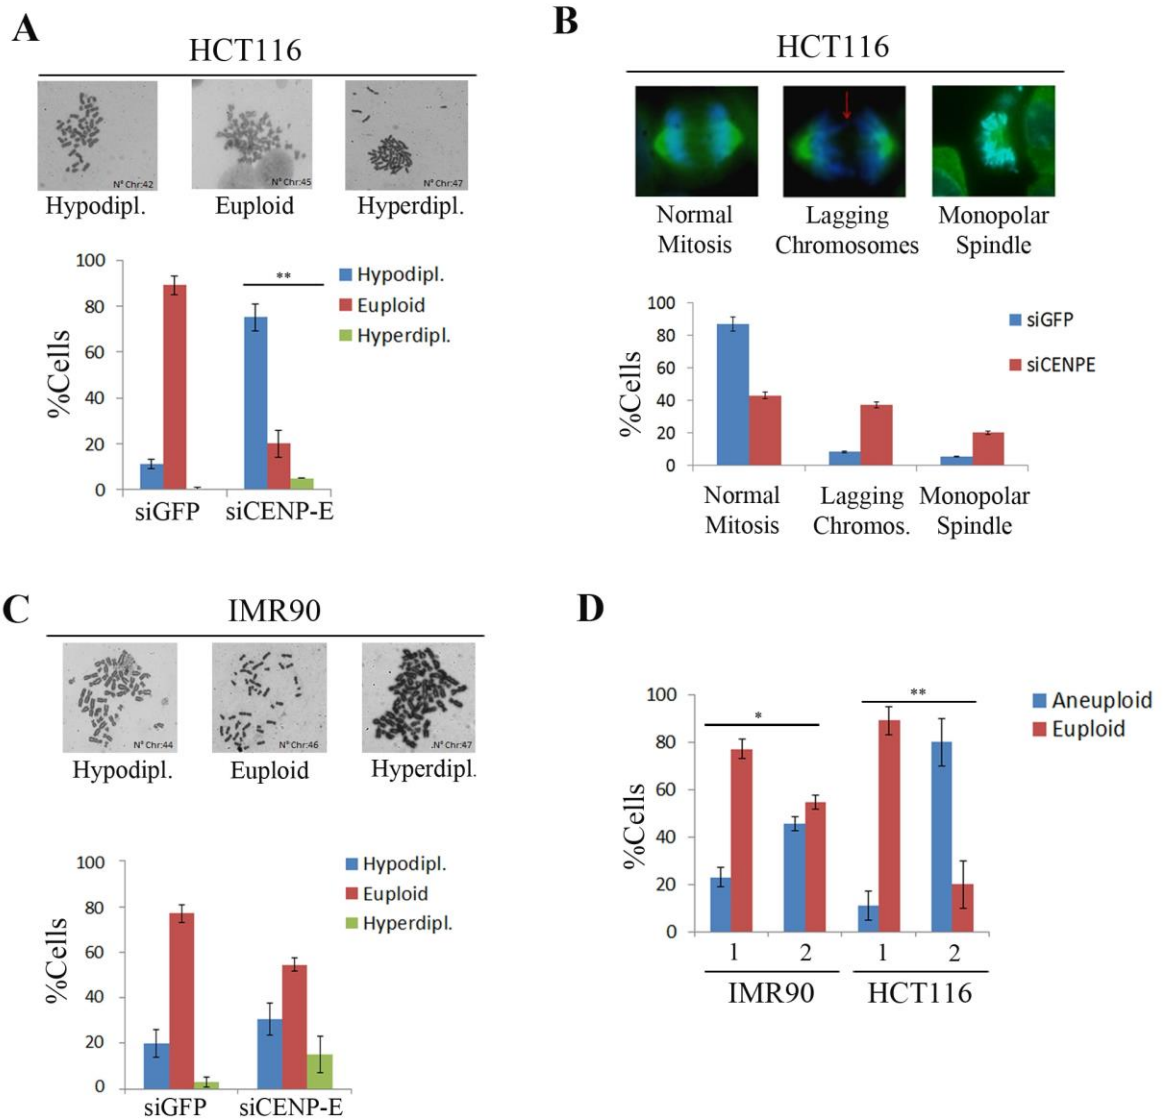 A
HCT116
N° Chr:42
N° Chr:45
N° Chr:47
Hypodipl.
Euploid
Hyperdipl.
100
80
60
40
20
0
%Cells
**
Hypodipl.
Euploid
Hyperdipl.
siGFP
siCENP-E
B
HCT116
Normal
Mitosis
Lagging
Chromosomes
Monopolar
Spindle
100
80
60
40
20
0
%Cells
siGFP
siCENPE
Normal
Mitosis
Lagging
Chromos.
Monopolar
Spindle
C
IMR90
N° Chr:44
N° Chr:46
.N° Chr:47
Hypodipl.
Euploid
Hyperdipl.
100
80
60
40
20
0
%Cells
Hypodipl.
Euploid
Hyperdipl.
siGFP
siCENP-E
D
100
80
60
40
20
0
%Cells
*
**
Aneuploid
Euploid
1
2
1
2
IMR90
HCT116